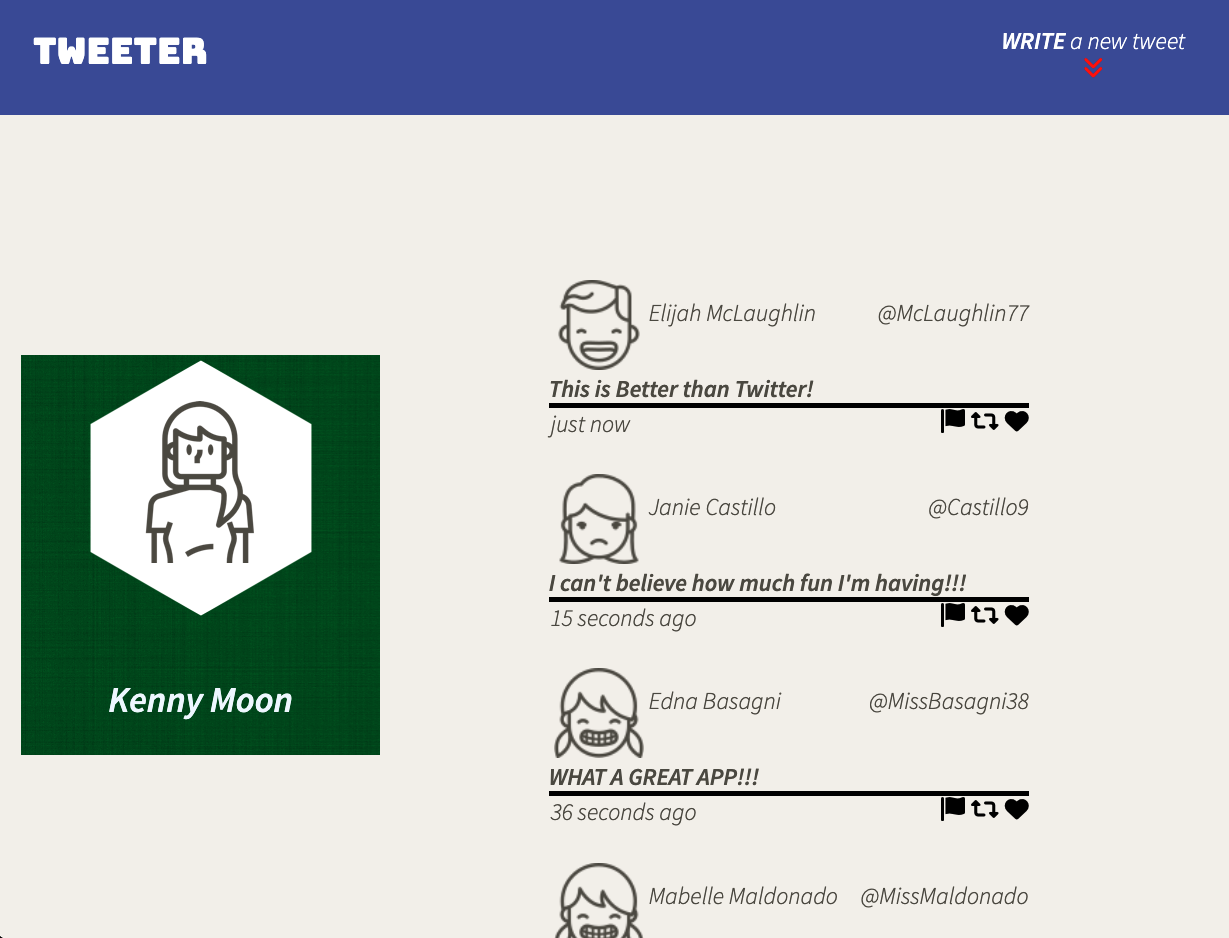 TWEETER
WRITE a new tweet
Kenny Moon
Elijah McLaughlin @McLaughlin77
This is Better than Twitter!
just now
Janie Castillo @Castillo9
I can't believe how much fun I'm having!!!
15 seconds ago
Edna Basagni @MissBasagni38
WHAT A GREAT APP!!!
36 seconds ago
Mabelle Maldonado @MissMaldonado